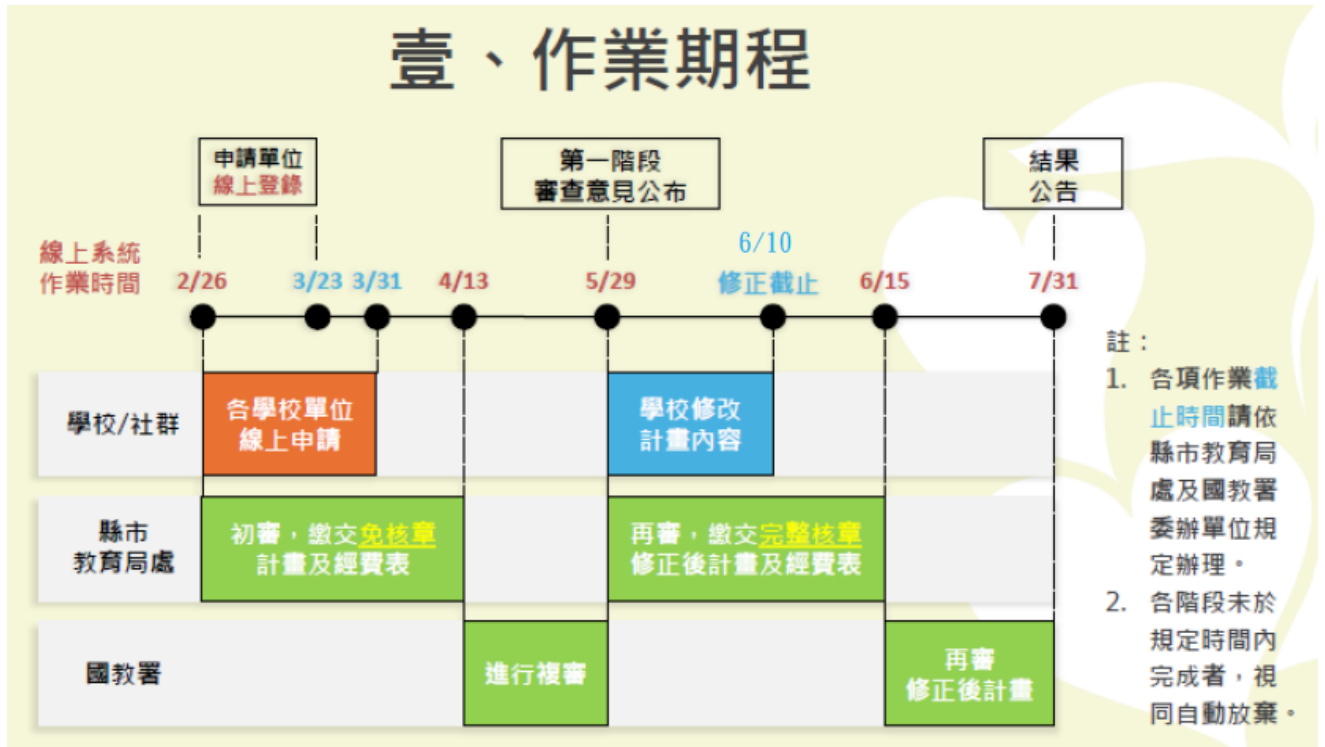 壹、作業期程
申請單位
線上登錄
第一階段
審查意見公布
結果
公告
線上系統
作業時間
2/26
3/23
3/31
4/13
5/29
6/10
修正截止
6/15
7/31
學校/社群
各學校單位
線上申請
學校修改
計畫內容
縣市
教育局處
初審，繳交免核章
計畫及經費表
再審，繳交完整核章
修正後計畫及經費表
國教署
進行複審
再審
修正後計畫
註：
1. 各項作業截
止時間請依
縣市教育局
處及國教署
委辦單位規
定辦理。
2. 各階段未於
規定時間內
完成者，視
同自動放棄。